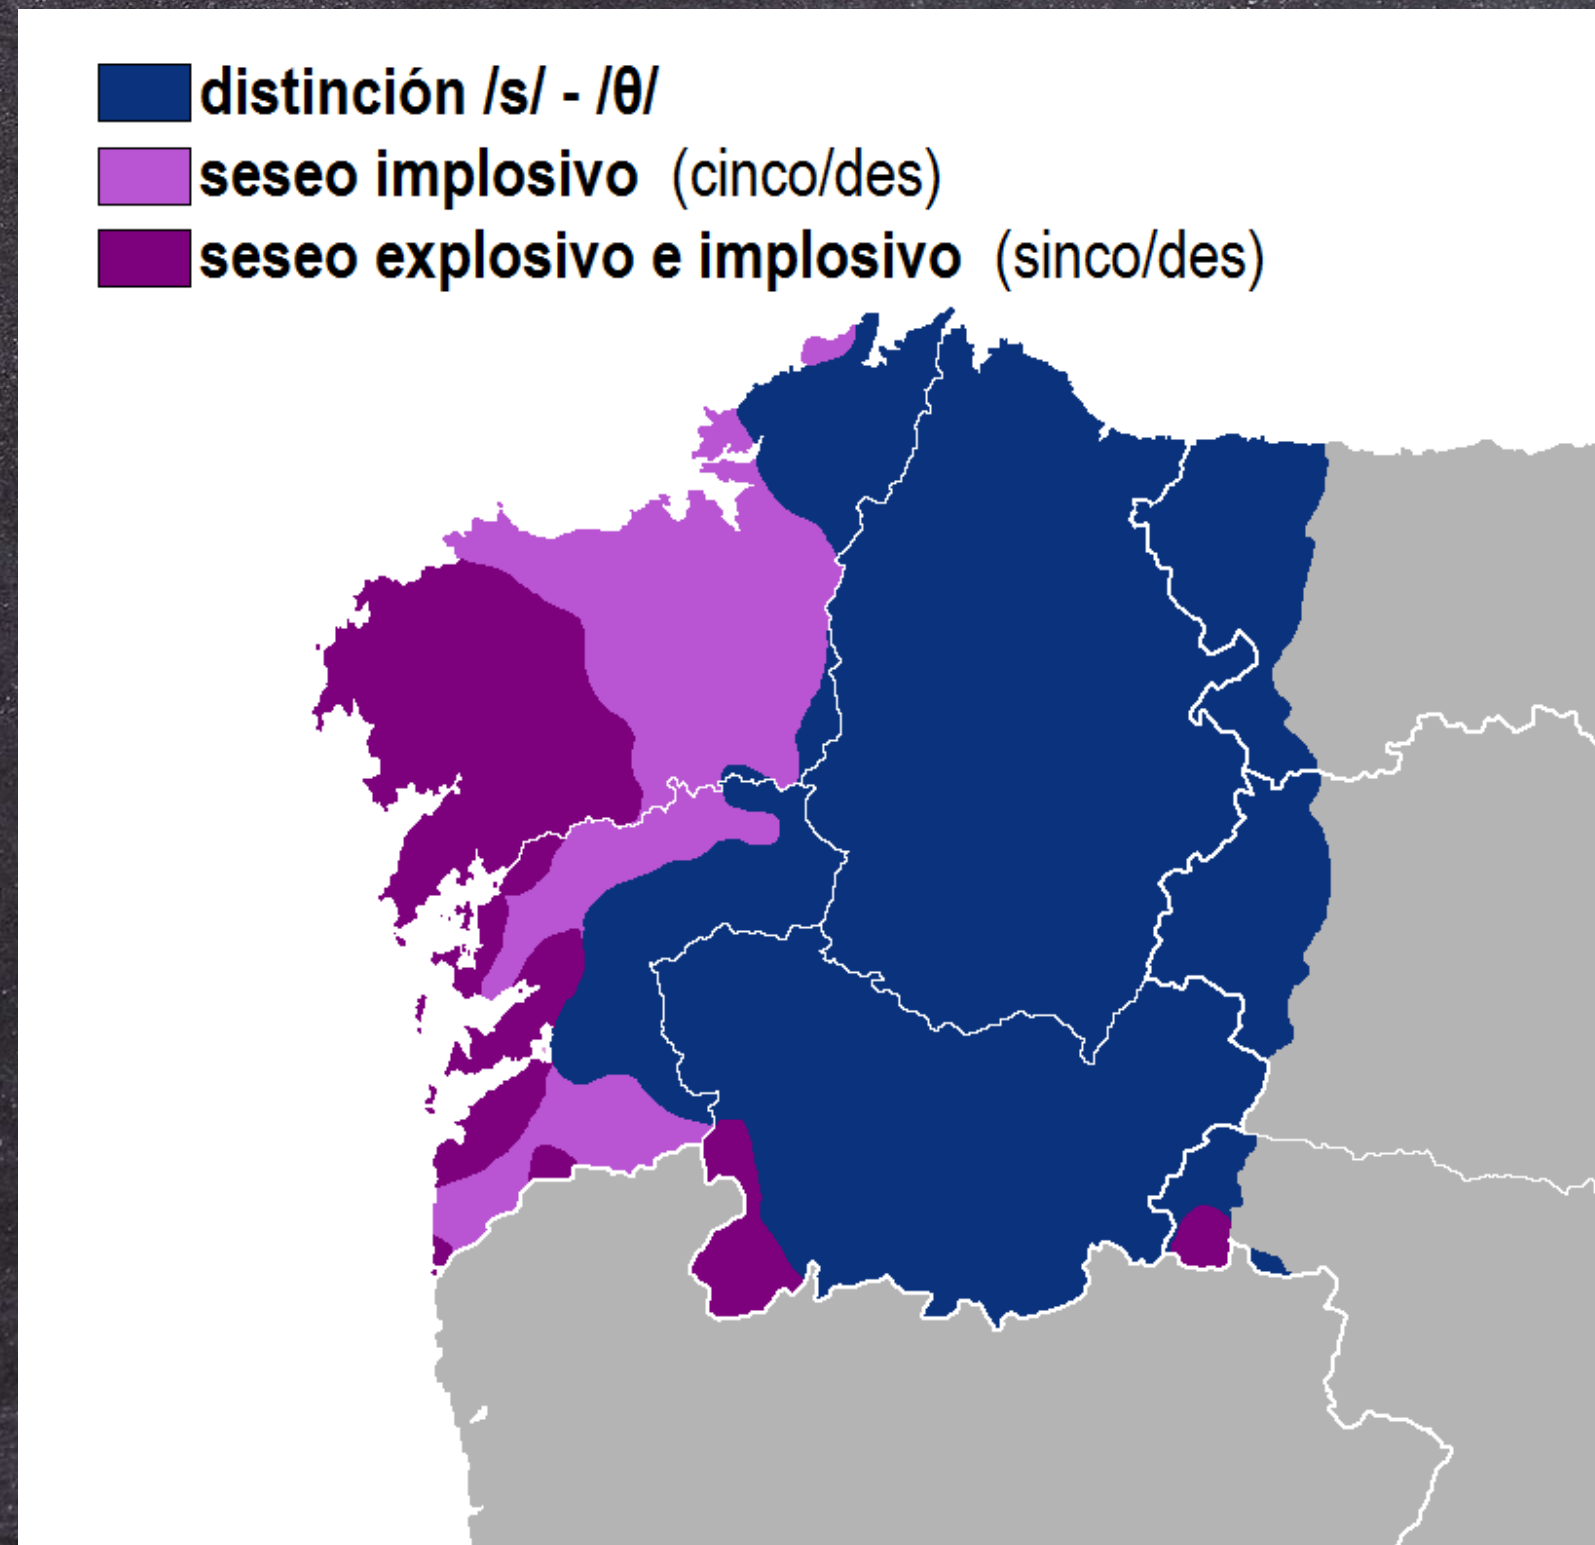 distinción /s/ - /θ/
seseo implosivo (cinco/des)
seseo explosivo e implosivo (sinco/des)